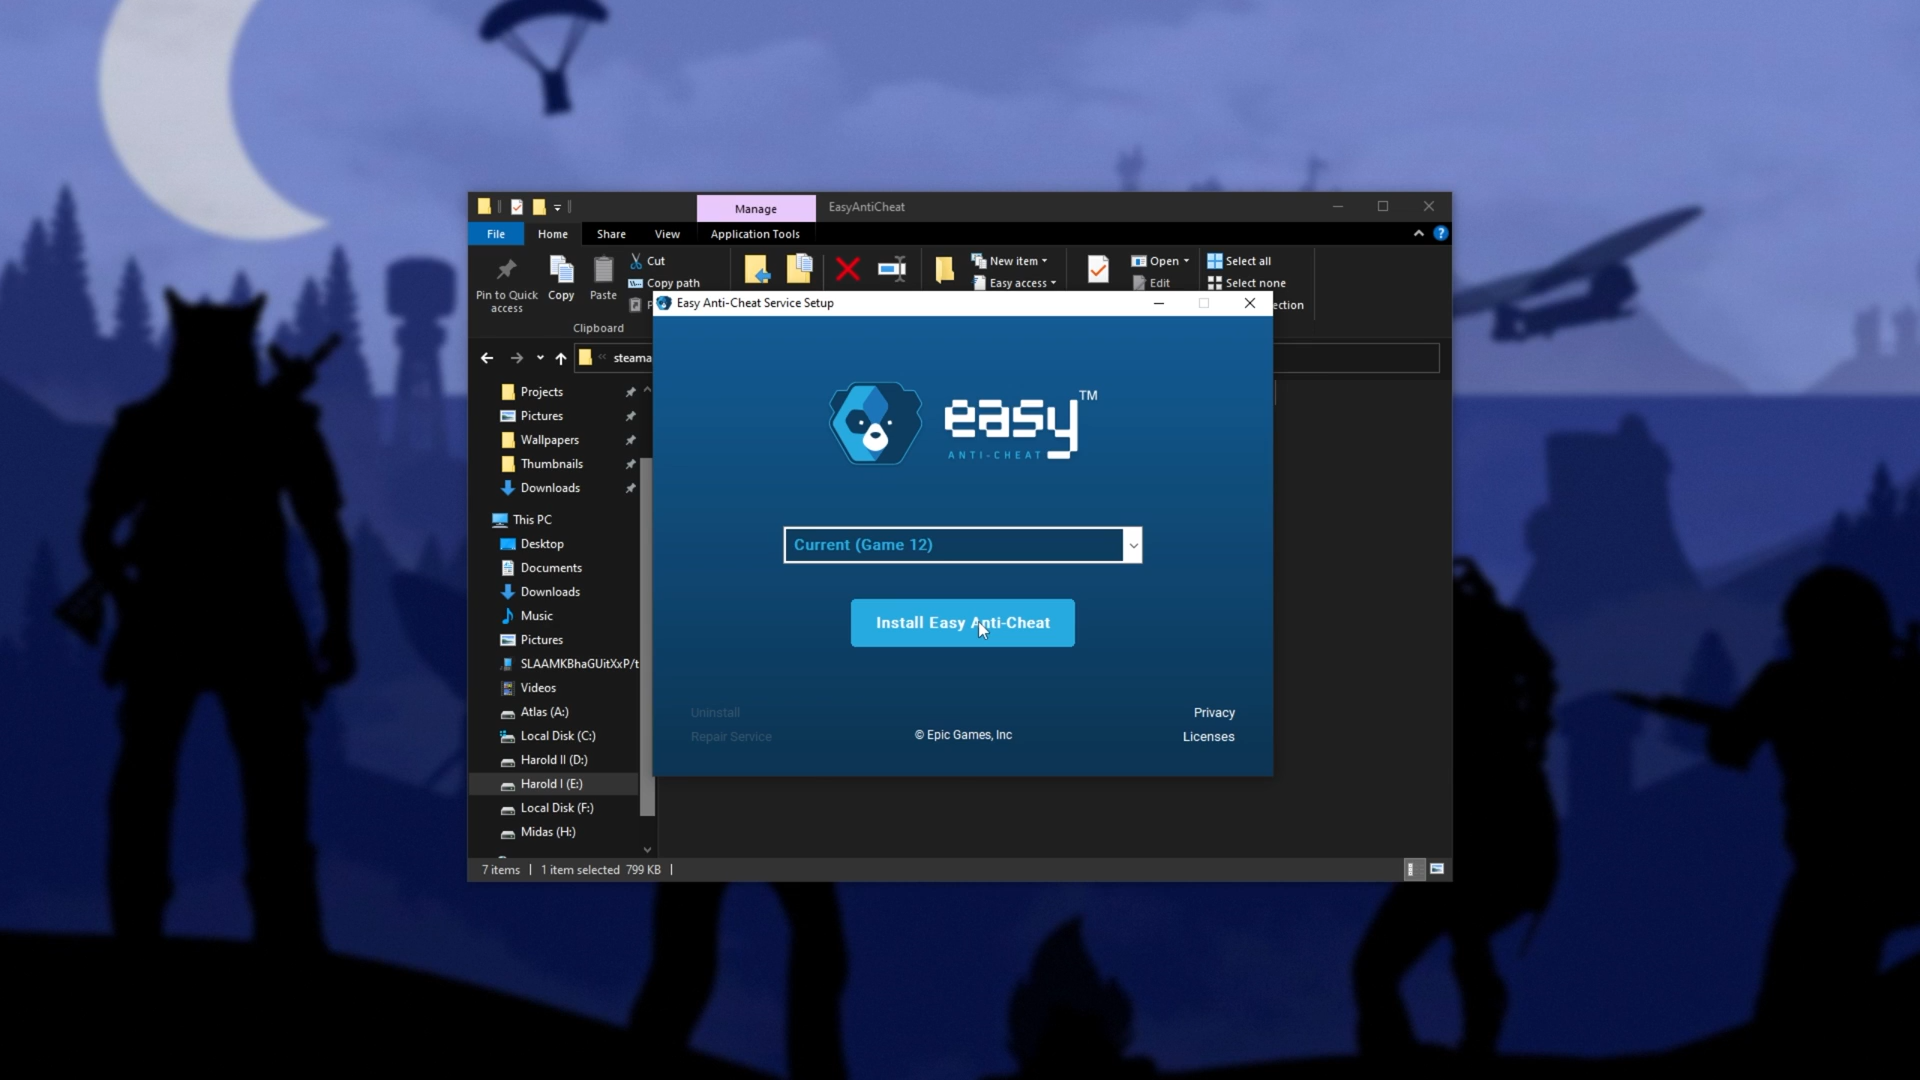 Manage
EasyAntiCheat
File
Home
Share
View
Application Tools
Pin to Quick access
Copy
Paste
Cut
Copy path
New item
Easy access
Open
Edit
Select all
Select none
Clipboard
Easy Anti-Cheat Service Setup
steama
Projects
Pictures
Wallpapers
Thumbnails
Downloads
This PC
Desktop
Documents
Downloads
Music
Pictures
SLAAMKBhaGUitXxP/t
Videos
Atlas (A:)
Local Disk (C:)
Harold II (D:)
Harold I (E:)
Local Disk (F:)
Midas (H:)
easy™
ANTI-CHEAT
Current (Game 12)
Install Easy Anti-Cheat
Uninstall
Repair Service
© Epic Games, Inc
Privacy
Licenses
7 items
1 item selected 799 KB